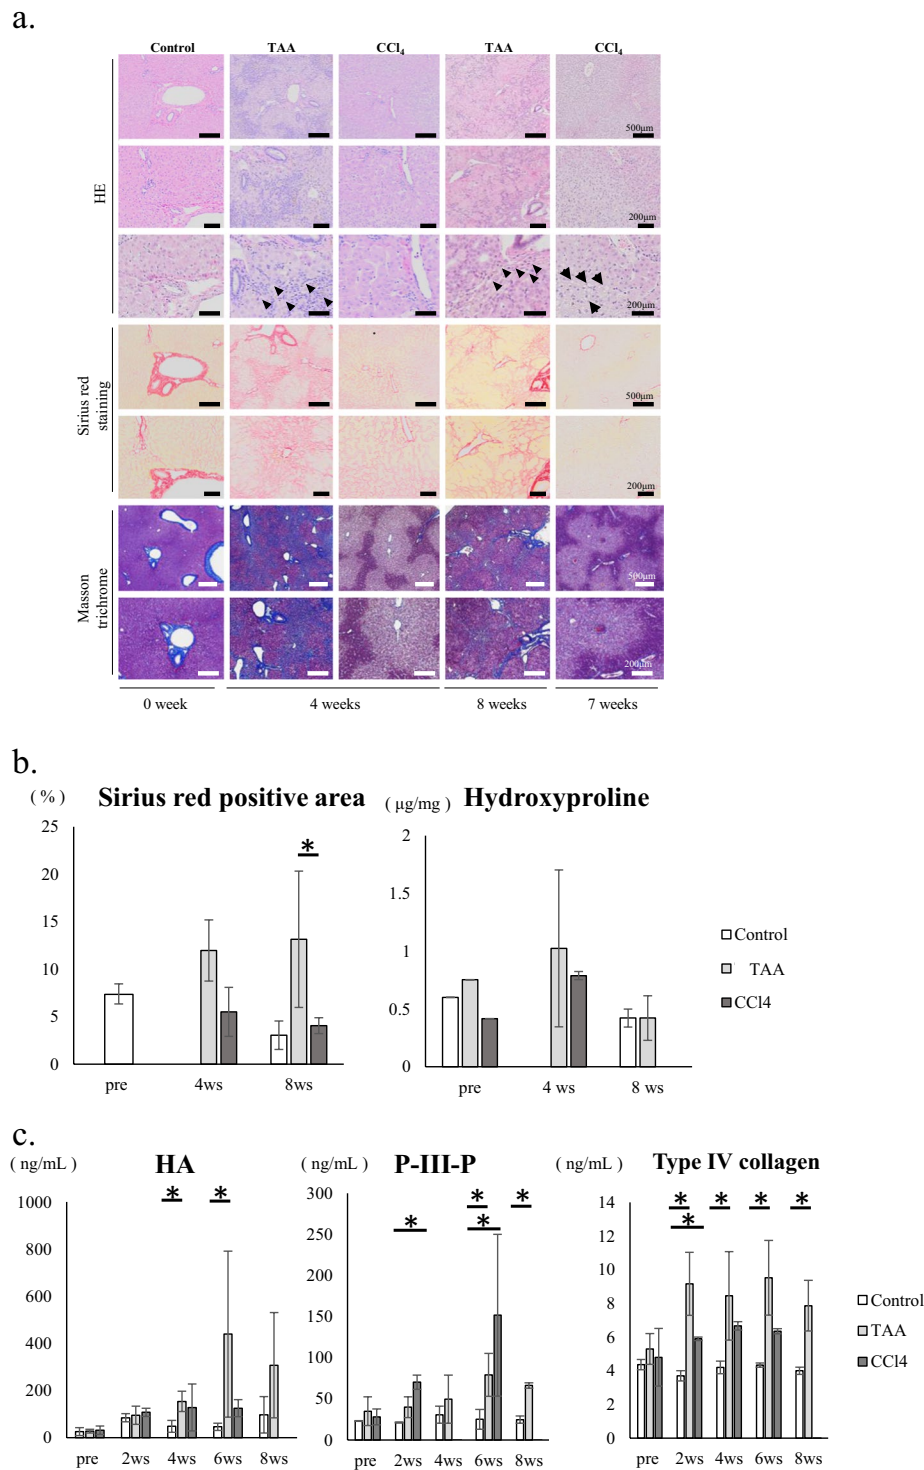 a.
Control TAA CCl4 TAA CCl4
HE
500μm
200μm
200μm
Sirius red
staining
500μm
200μm
Masson
trichrome
500μm
200μm
0 week 4 weeks 8 weeks 7 weeks
b.
( % ) Sirius red positive area
25
20
15
10
5
0
*
pre 4ws 8ws
( μg/mg ) Hydroxyproline
2
1.5
1
0.5
0
pre 4 ws 8 ws
Control
TAA
CCl4
c.
( ng/mL ) HA
1000
800
600
400
200
0
* *
pre 2ws 4ws 6ws 8ws
( ng/mL ) P-III-P
300
250
200
150
100
50
0
* * * *
pre 2ws 4ws 6ws 8ws
( ng/mL ) Type IV collagen
14
12
10
8
6
4
2
0
* * * *
*
pre 2ws 4ws 6ws 8ws
Control
TAA
CCl4